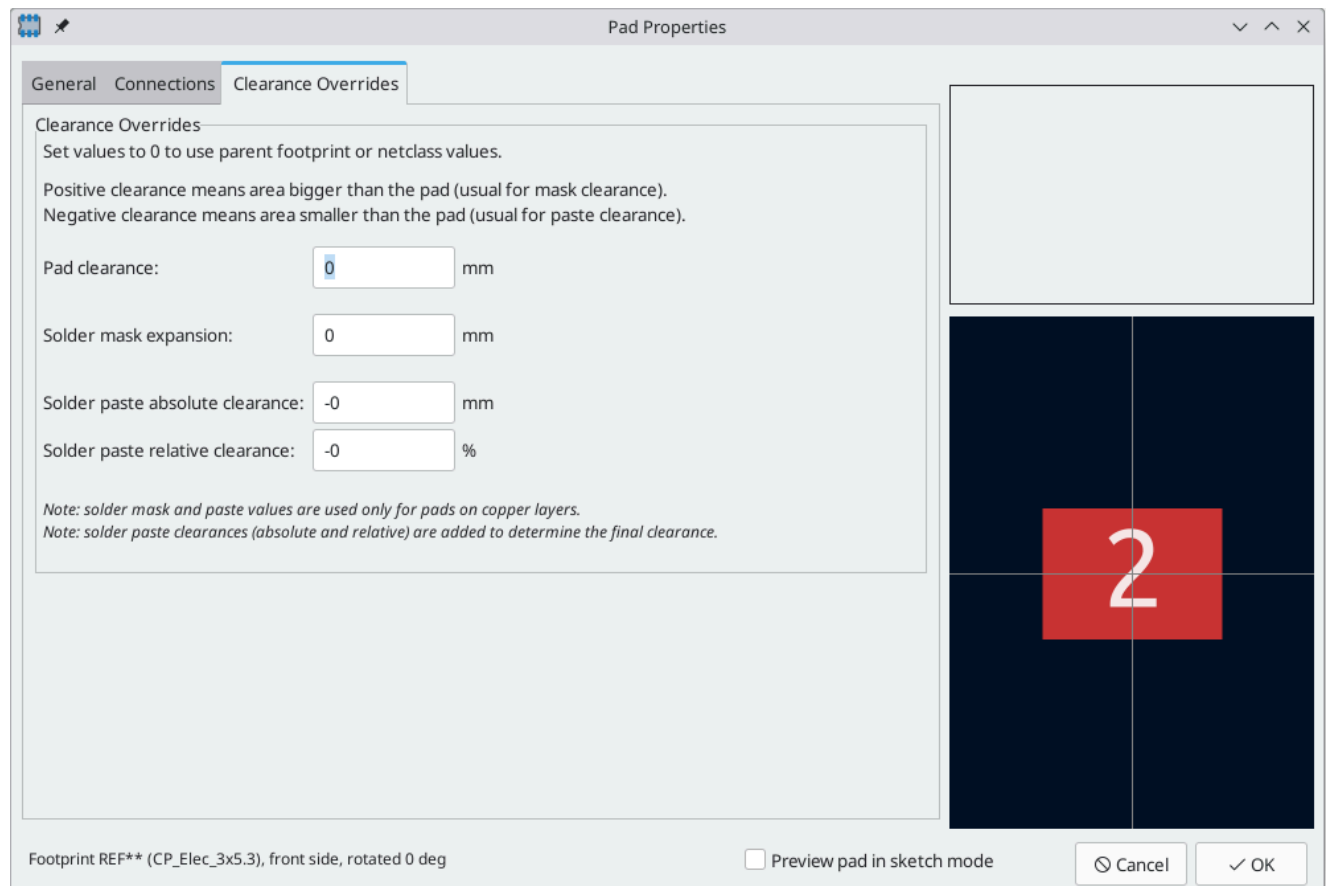 Pad Properties
General Connections Clearance Overrides
Clearance Overrides
Set values to 0 to use parent footprint or netclass values.
Positive clearance means area bigger than the pad (usual for mask clearance).
Negative clearance means area smaller than the pad (usual for paste clearance).
Pad clearance: 0 mm
Solder mask expansion: 0 mm
Solder paste absolute clearance: -0 mm
Solder paste relative clearance: -0 %
Note: solder mask and paste values are used only for pads on copper layers.
Note: solder paste clearances (absolute and relative) are added to determine the final clearance.
2
Footprint REF** (CP_Elec_3x5.3), front side, rotated 0 deg
Preview pad in sketch mode
Cancel
OK